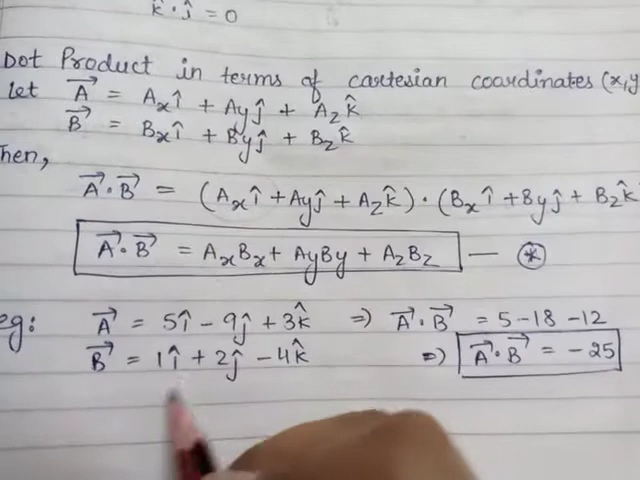 k̂ · ĵ = 0
Dot Product in terms of cartesian coordinates (x,y
let A⃗ = Axî + Ayĵ + Azk̂
B⃗ = Bxî + Byĵ + Bzk̂
Then,
A⃗·B⃗ = (Axî + Ayĵ + Azk̂) · (Bxî + Byĵ + Bzk̂
A⃗·B⃗ = AxBx + AyBy + AzBz — ⊛
eg: A⃗ = 5î - 9ĵ + 3k̂ ⇒ A⃗·B⃗ = 5 - 18 - 12
B⃗ = 1î + 2ĵ - 4k̂ ⇒ A⃗·B⃗ = - 25